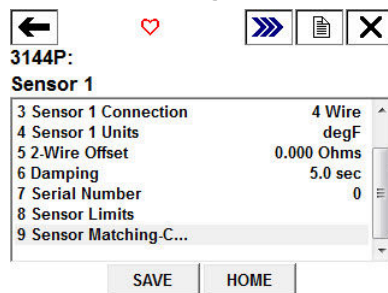 3144P:
Sensor 1
3 Sensor 1 Connection 4 Wire
4 Sensor 1 Units degF
5 2-Wire Offset 0.000 Ohms
6 Damping 5.0 sec
7 Serial Number 0
8 Sensor Limits
9 Sensor Matching-C...
SAVE HOME